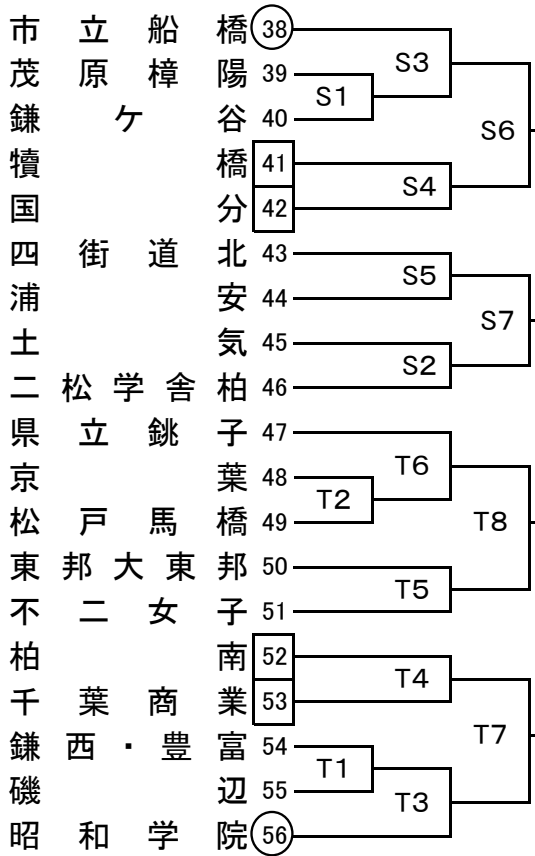 市立船橋 38
茂原樟陽 39
鎌ケ谷 40
犢橋 41
国分 42
四街道北 43
浦安 44
土気 45
二松学舎柏 46
県立銚子 47
京葉 48
松戸馬橋 49
東邦大東邦 50
不二女子 51
柏南 52
千葉商業 53
鎌西・豊富 54
磯辺 55
昭和学院 56
S3
S1
S6
S4
S5
S7
S2
T6
T2
T8
T5
T4
T7
T1
T3